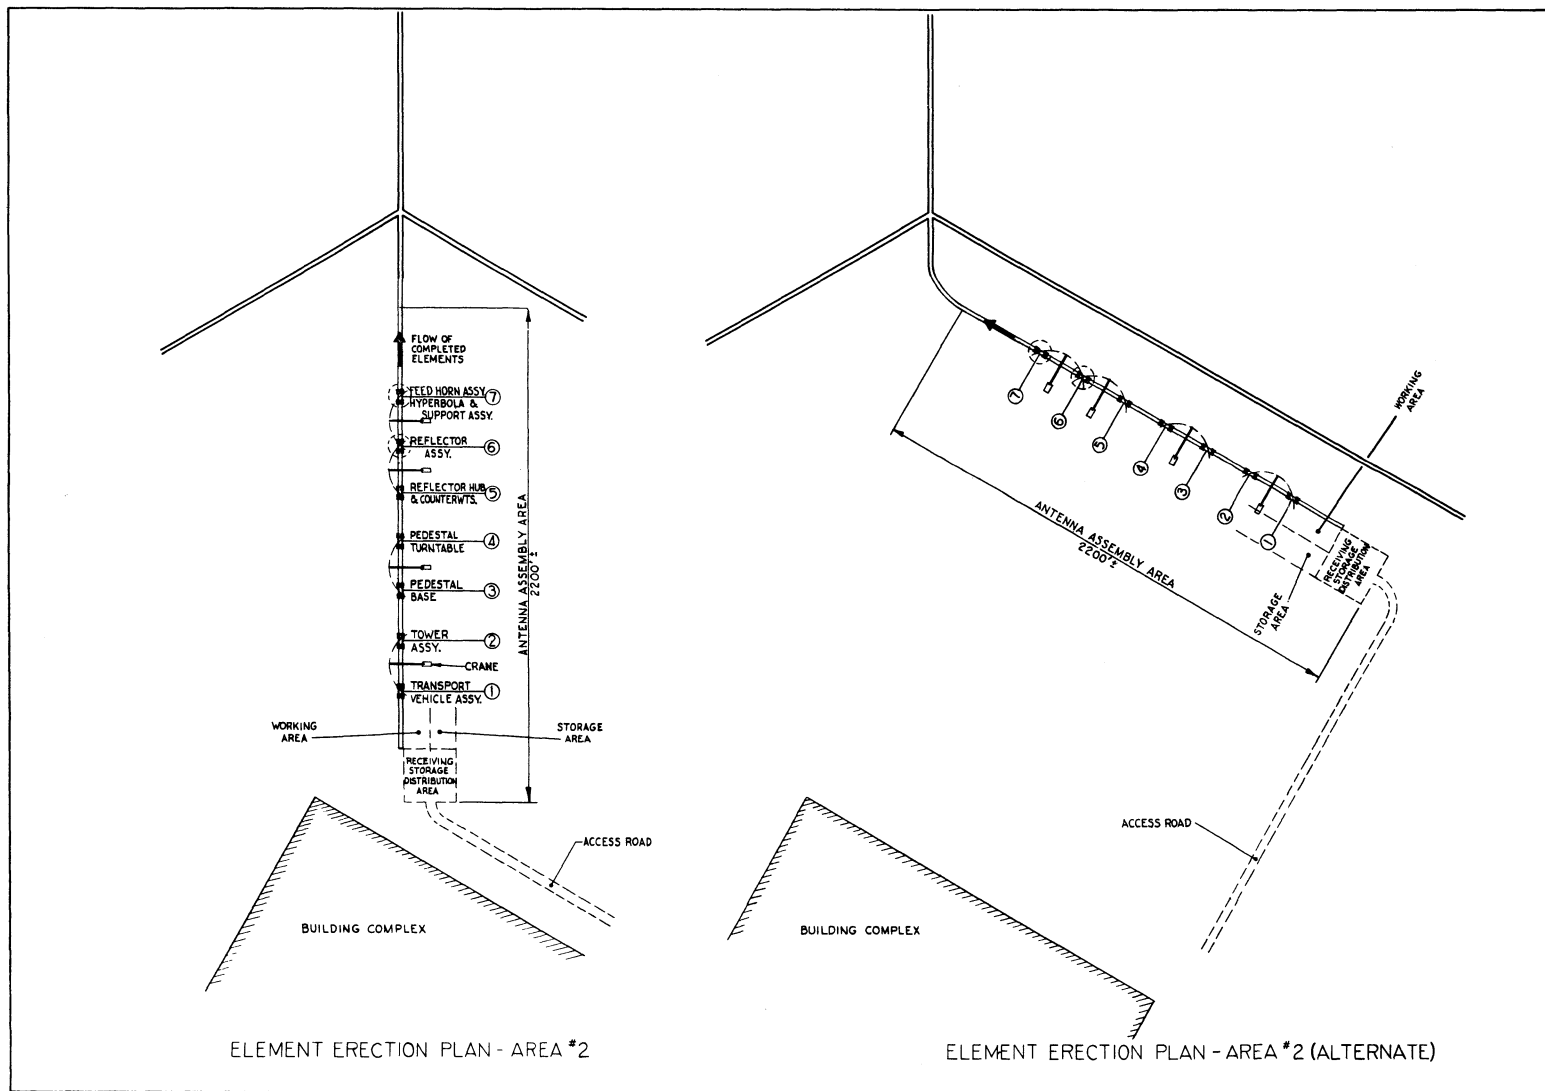 FLOW OF
COMPLETED
ELEMENTS
FEED HORN ASSY.
HYPERBOLA &
SUPPORT ASSY.
7
REFLECTOR
ASSY.
6
REFLECTOR HUB
& COUNTERWTS.
5
PEDESTAL
TURNTABLE
4
PEDESTAL
BASE
3
TOWER
ASSY.
2
CRANE
TRANSPORT
VEHICLE ASSY.
1
ANTENNA ASSEMBLY AREA
2200'±
WORKING
AREA
STORAGE
AREA
RECEIVING
STORAGE
DISTRIBUTION
AREA
ACCESS ROAD
BUILDING COMPLEX
ELEMENT ERECTION PLAN - AREA #2
7
6
5
4
3
2
1
WORKING
AREA
ANTENNA ASSEMBLY AREA
2200'±
RECEIVING
STORAGE
DISTRIBUTION
AREA
STORAGE
AREA
ACCESS ROAD
BUILDING COMPLEX
ELEMENT ERECTION PLAN - AREA #2 (ALTERNATE)